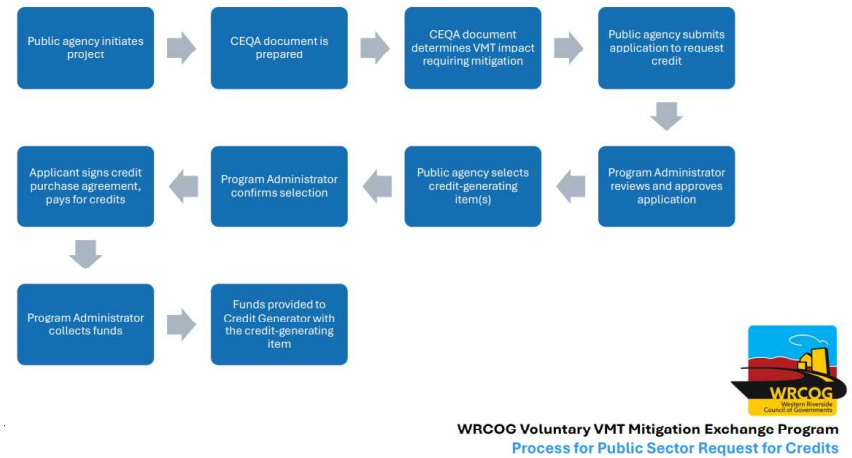 Public agency initiates
project
CEQA document is
prepared
CEQA document
determines VMT impact
requiring mitigation
Public agency submits
application to request
credit
Program Administrator
reviews and approves
application
Public agency selects
credit-generating
item(s)
Program Administrator
confirms selection
Applicant signs credit
purchase agreement,
pays for credits
Program Administrator
collects funds
Funds provided to
Credit Generator with
the credit-generating
item
WRCOG
Western Riverside
Council of Governments
WRCOG Voluntary VMT Mitigation Exchange Program
Process for Public Sector Request for Credits